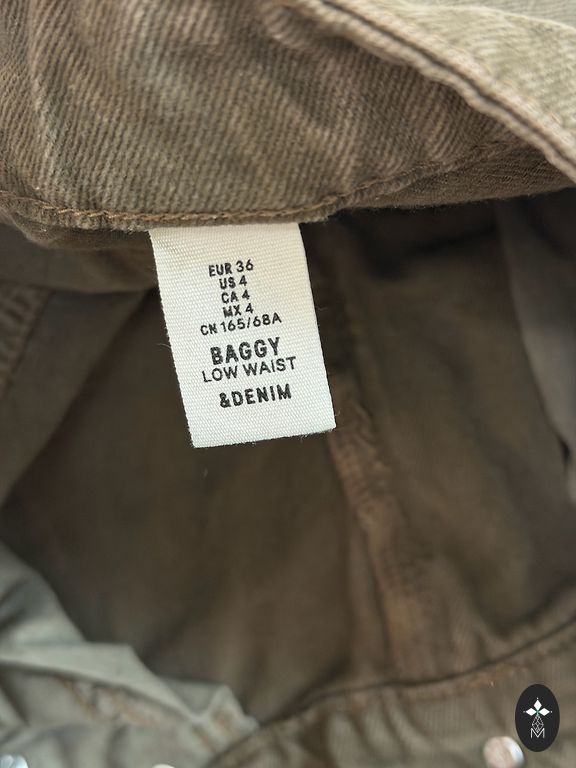 EUR 36
US 4
CA 4
MX 4
CN 165/68A
BAGGY
LOW WAIST
&DENIM
M